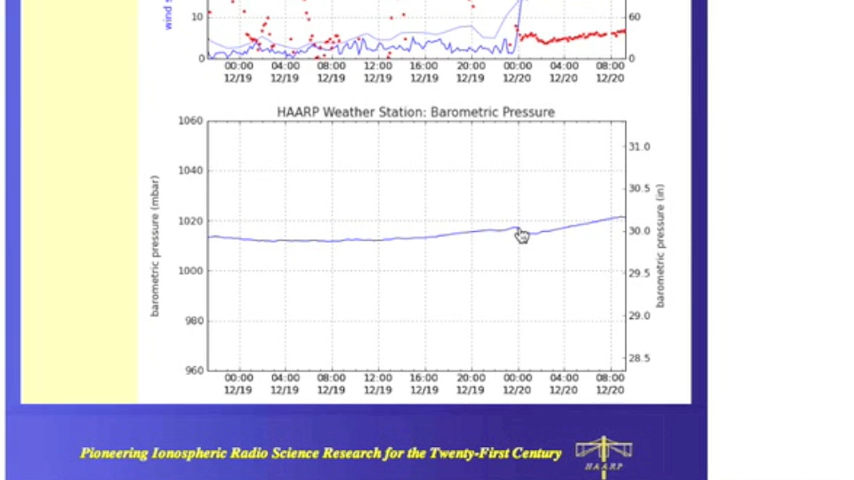 wind s
10
60
0
0
00:00 04:00 08:00 12:00 16:00 20:00 00:00 04:00 08:00
12/19 12/19 12/19 12/19 12/19 12/19 12/20 12/20 12/20
HAARP Weather Station: Barometric Pressure
1060
1040
1020
1000
980
960
barometric pressure (mbar)
31.0
30.5
30.0
29.5
29.0
28.5
barometric pressure (in)
00:00 04:00 08:00 12:00 16:00 20:00 00:00 04:00 08:00
12/19 12/19 12/19 12/19 12/19 12/19 12/20 12/20 12/20
Pioneering Ionospheric Radio Science Research for the Twenty-First Century
HAARP